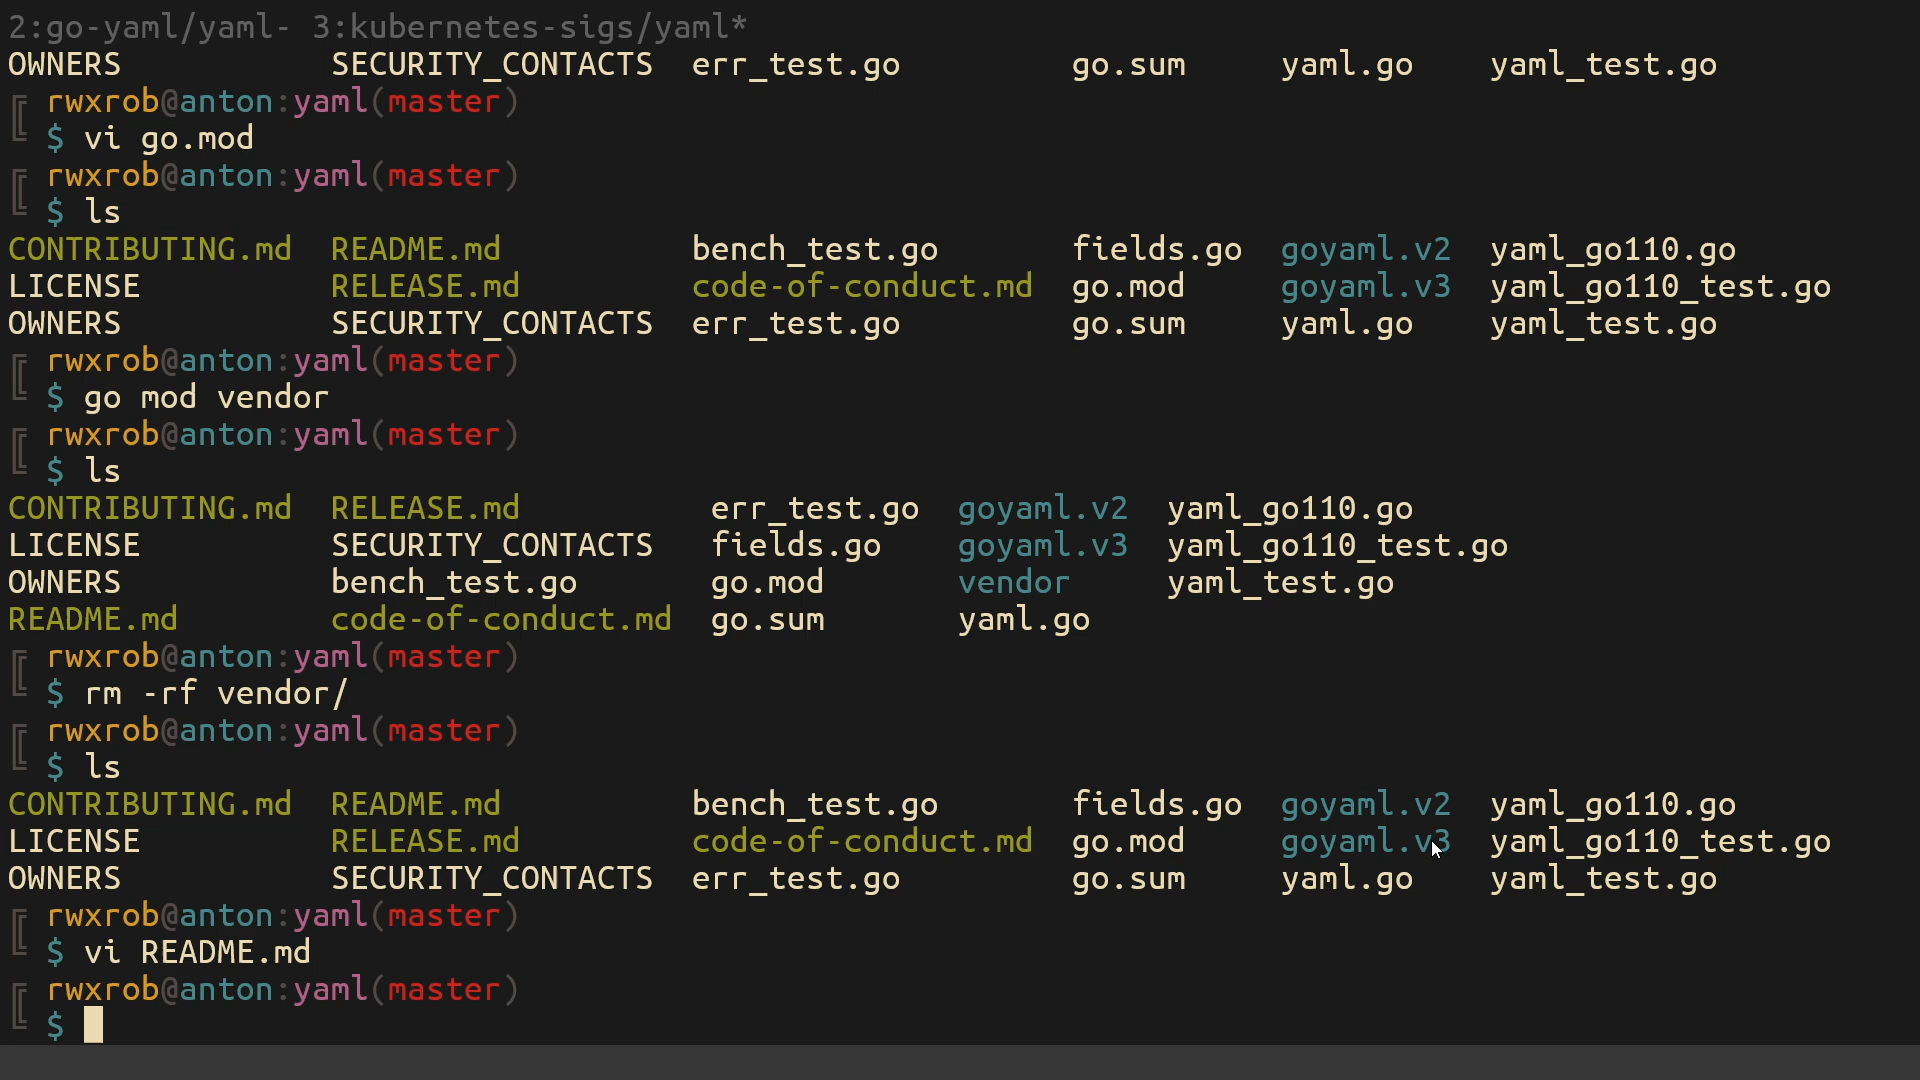 2:go-yaml/yaml- 3:kubernetes-sigs/yaml*
OWNERS SECURITY_CONTACTS err_test.go go.sum yaml.go yaml_test.go
╔ rwxrob@anton:yaml(master)
╚ $ vi go.mod
╔ rwxrob@anton:yaml(master)
╚ $ ls
CONTRIBUTING.md README.md bench_test.go fields.go goyaml.v2 yaml_go110.go
LICENSE RELEASE.md code-of-conduct.md go.mod goyaml.v3 yaml_go110_test.go
OWNERS SECURITY_CONTACTS err_test.go go.sum yaml.go yaml_test.go
╔ rwxrob@anton:yaml(master)
╚ $ go mod vendor
╔ rwxrob@anton:yaml(master)
╚ $ ls
CONTRIBUTING.md RELEASE.md err_test.go goyaml.v2 yaml_go110.go
LICENSE SECURITY_CONTACTS fields.go goyaml.v3 yaml_go110_test.go
OWNERS bench_test.go go.mod vendor yaml_test.go
README.md code-of-conduct.md go.sum yaml.go
╔ rwxrob@anton:yaml(master)
╚ $ rm -rf vendor/
╔ rwxrob@anton:yaml(master)
╚ $ ls
CONTRIBUTING.md README.md bench_test.go fields.go goyaml.v2 yaml_go110.go
LICENSE RELEASE.md code-of-conduct.md go.mod goyaml.v3 yaml_go110_test.go
OWNERS SECURITY_CONTACTS err_test.go go.sum yaml.go yaml_test.go
╔ rwxrob@anton:yaml(master)
╚ $ vi README.md
╔ rwxrob@anton:yaml(master)
╚ $